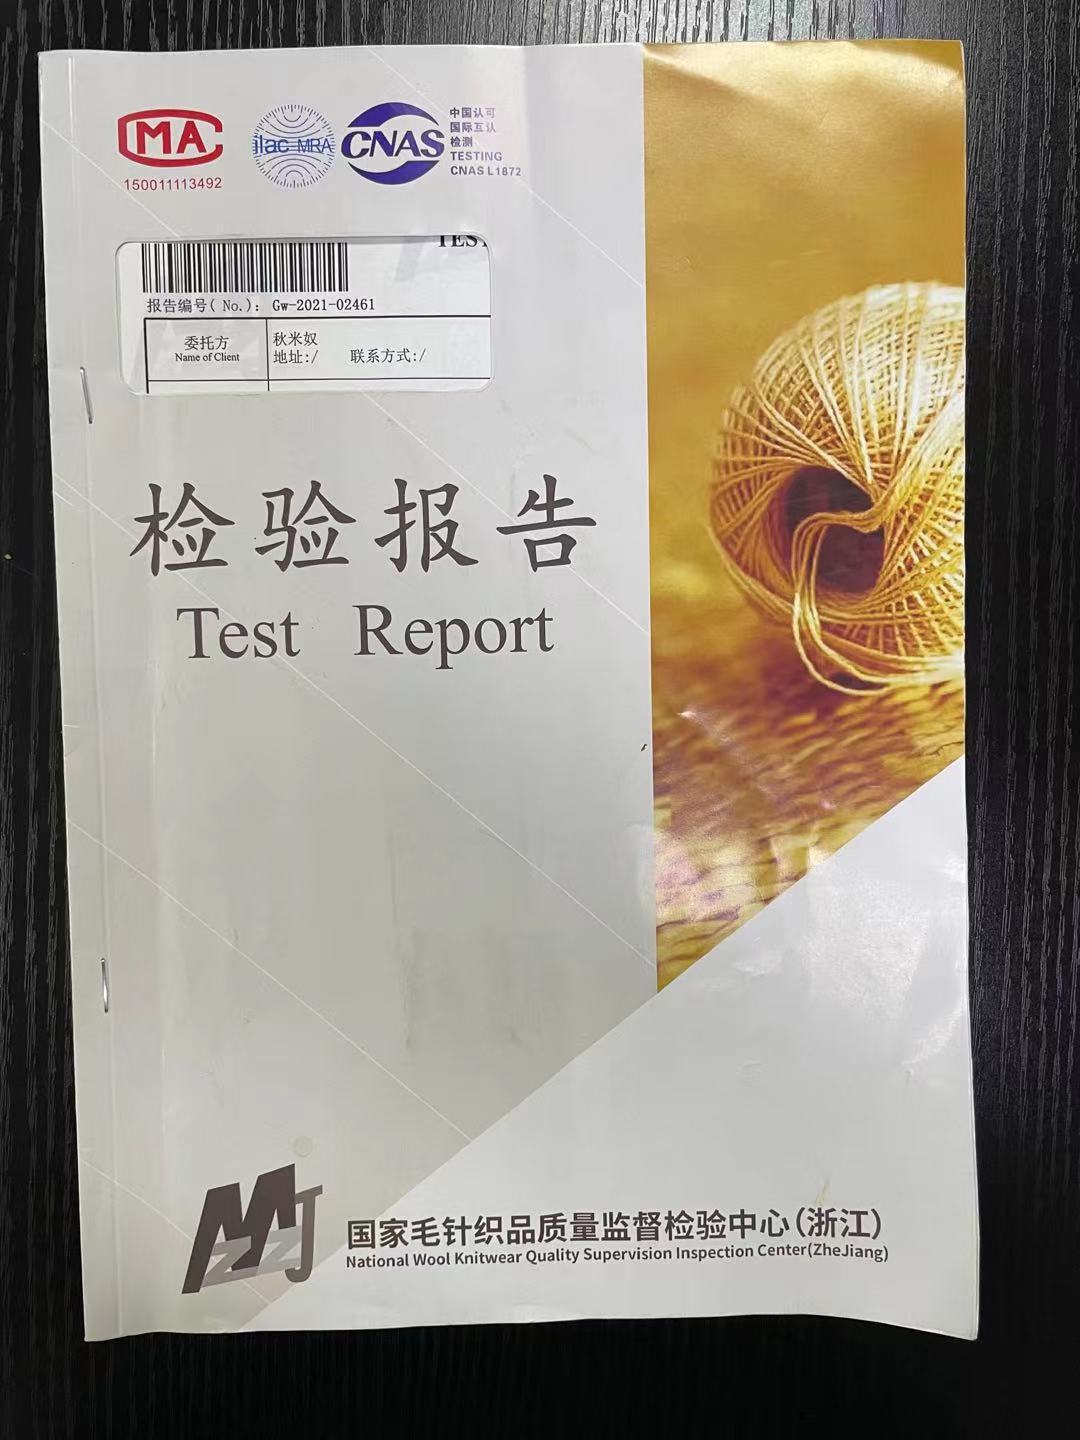 CMA
150011113492
ilac-MRA
CNAS
中国认可
国际互认
检测
TESTING
CNAS L1872
报告编号( No.): Gw-2021-02461
委托方
Name of Client
秋米奴
地址:/ 联系方式:/
检验报告
Test Report
MZZJ
国家毛针织品质量监督检验中心(浙江)
National Wool Knitwear Quality Supervision Inspection Center(ZheJiang)